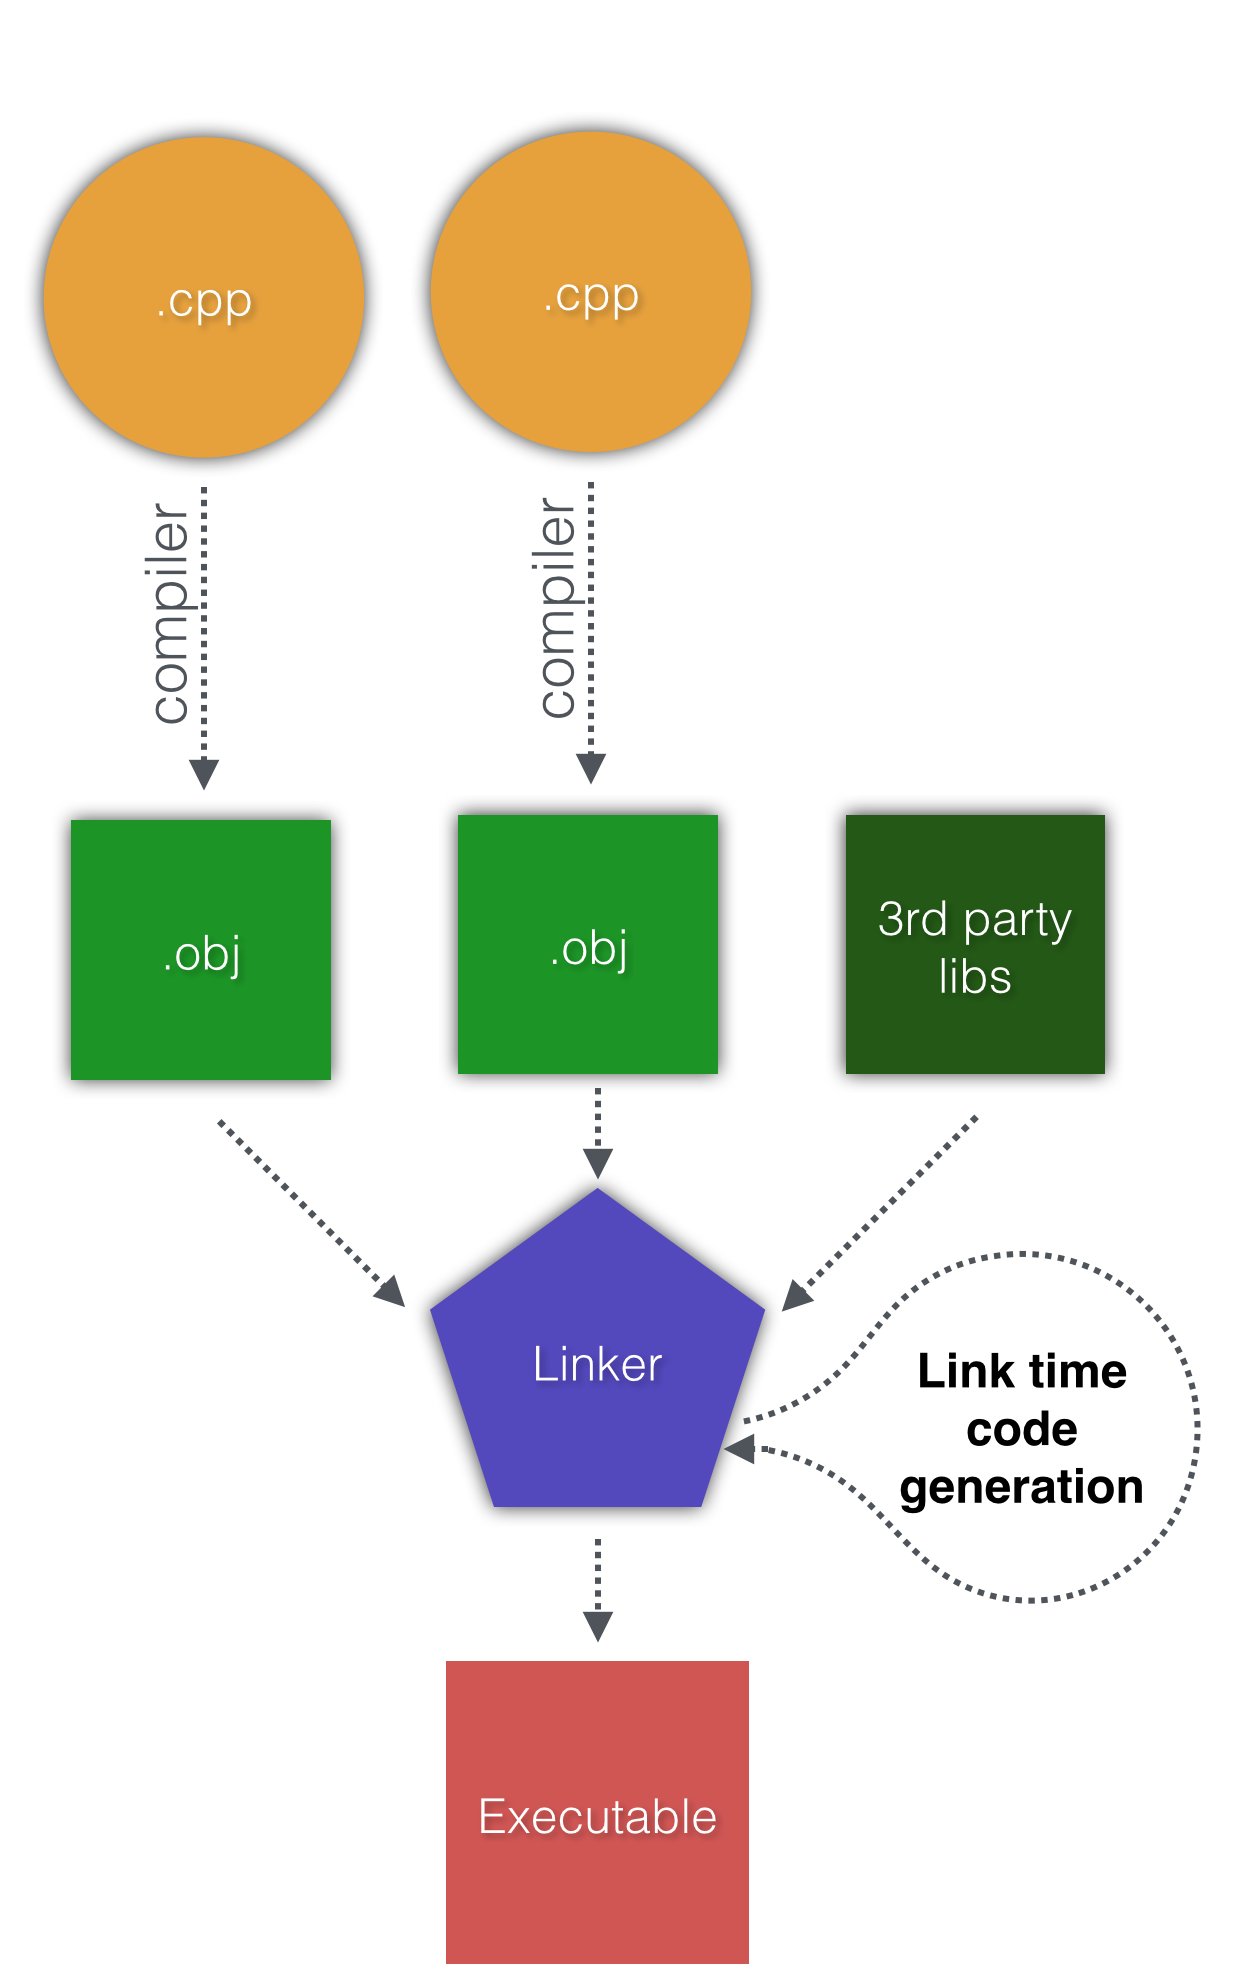 .cpp
.cpp
compiler
compiler
.obj
.obj
3rd party
libs
Linker
Link time
code
generation
Executable